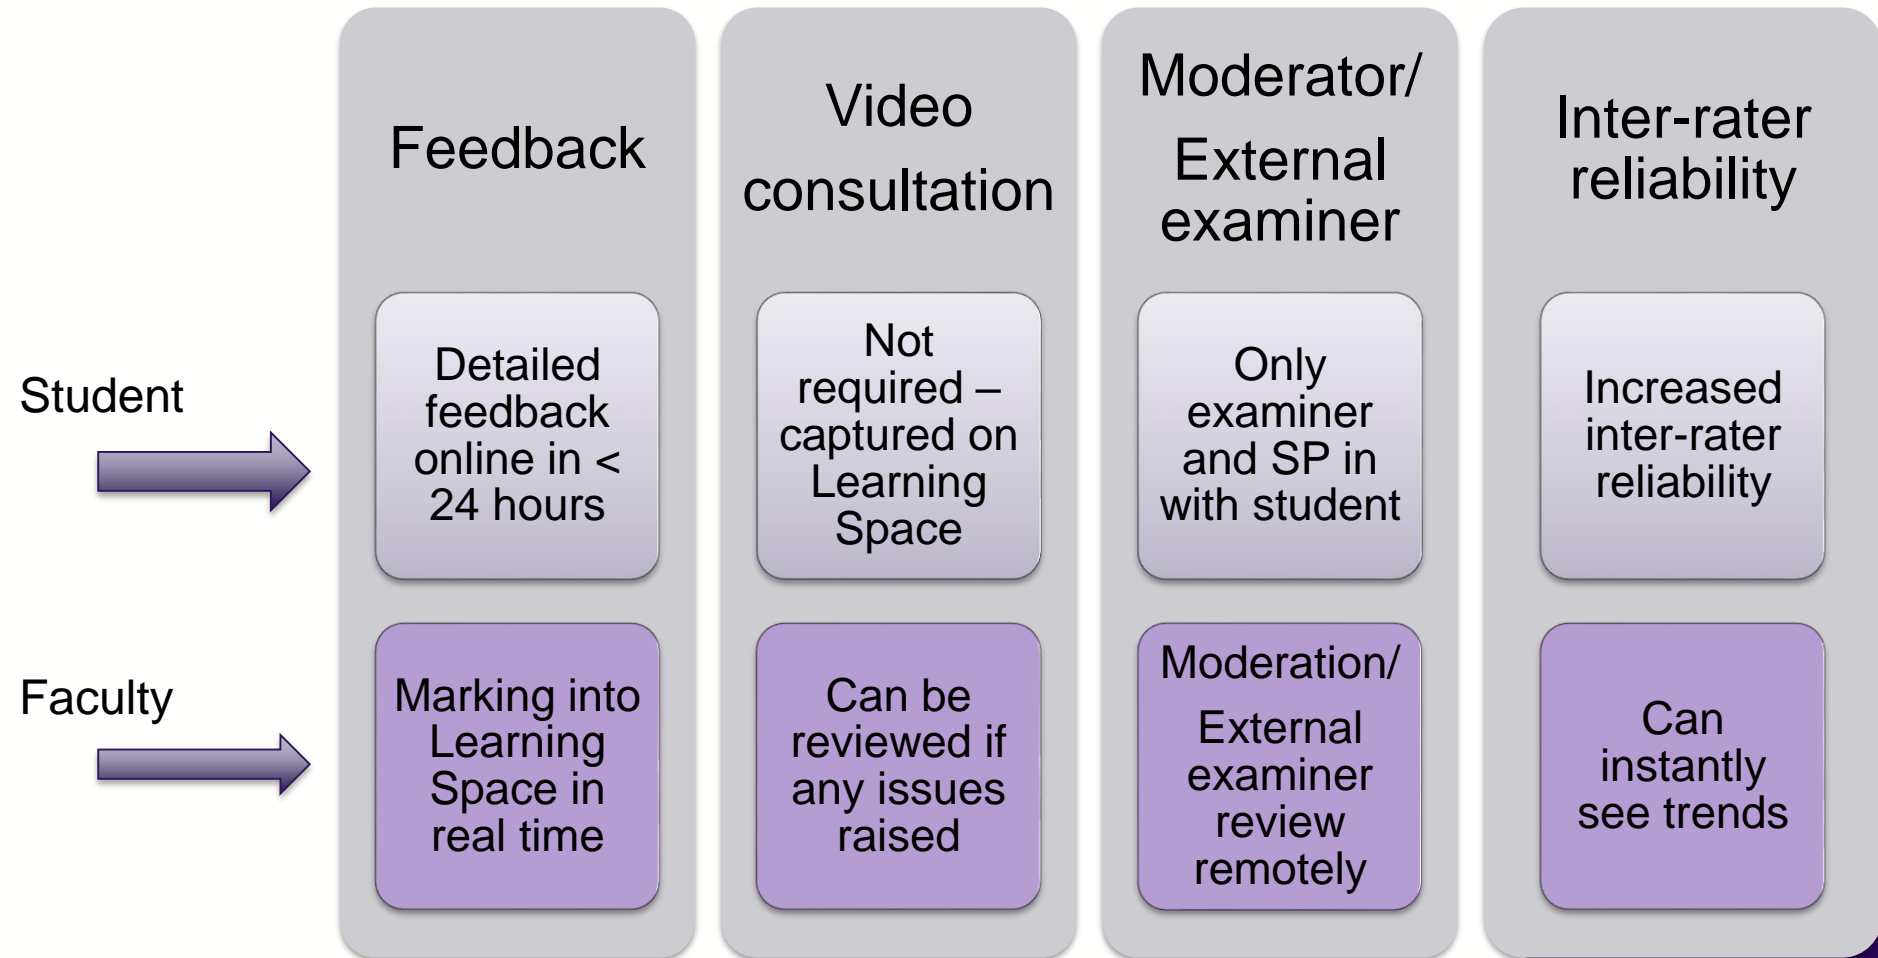 Feedback
Video
consultation
Moderator/
External
examiner
Inter-rater
reliability
Student
Detailed
feedback
online in <
24 hours
Not
required –
captured on
Learning
Space
Only
examiner
and SP in
with student
Increased
inter-rater
reliability
Faculty
Marking into
Learning
Space in
real time
Can be
reviewed if
any issues
raised
Moderation/
External
examiner
review
remotely
Can
instantly
see trends